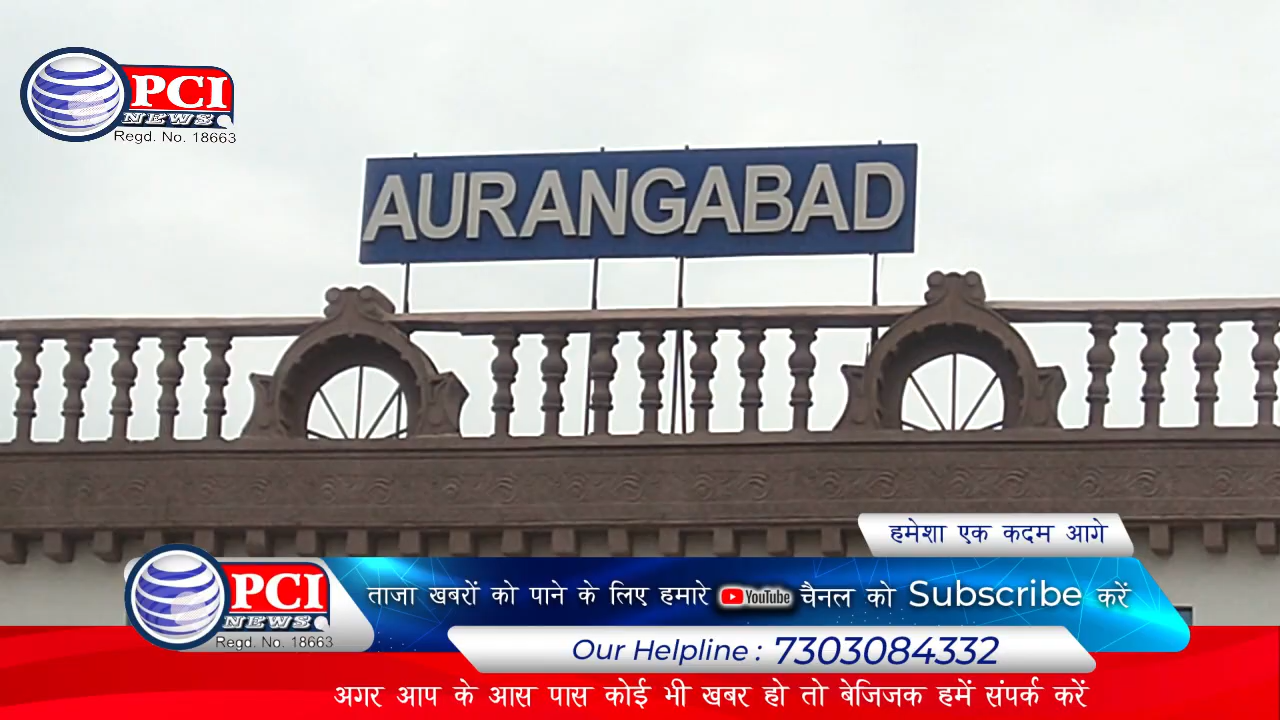 PCI
NEWS
Regd. No. 18663
AURANGABAD
हमेशा एक कदम आगे
PCI
NEWS
Regd. No. 18663
ताजा खबरों को पाने के लिए हमारे YouTube चैनल को Subscribe करें
Our Helpline : 7303084332
अगर आप के आस पास कोई भी खबर हो तो बेजिजक हमें संपर्क करें